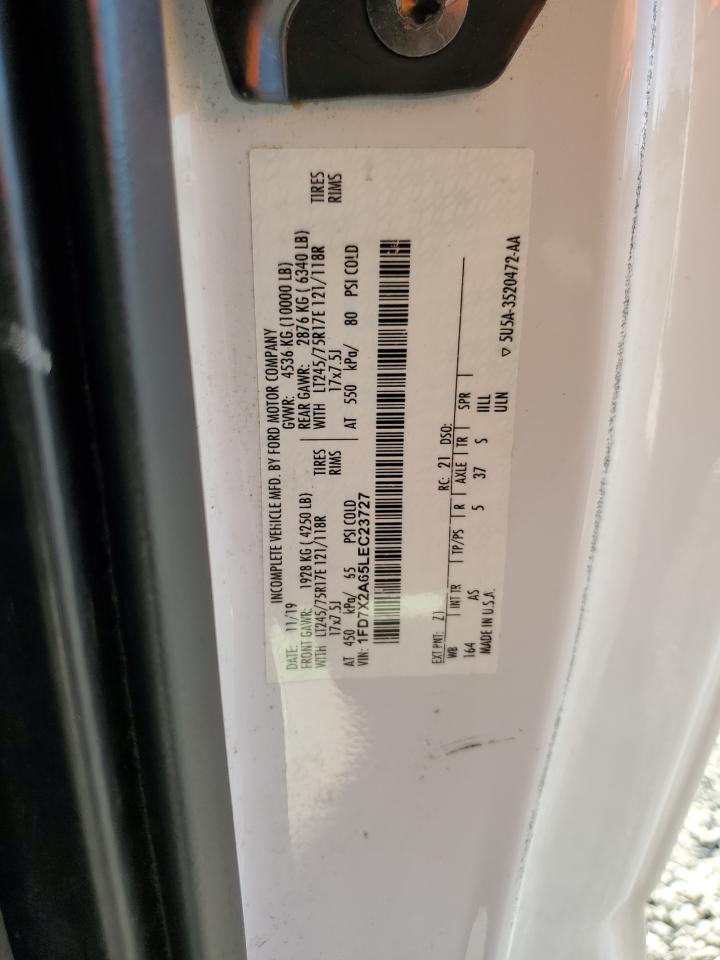 INCOMPLETE VEHICLE MFD. BY FORD MOTOR COMPANY
DATE: 11/19 GVWR: 4536 KG (10000 LB)
FRONT GAWR: 1928 KG (4250 LB) REAR GAWR: 2876 KG ( 6340 LB)
WITH LT245/75R17E 121/118R TIRES WITH LT245/75R17E 121/118R TIRES
17x7.5J RIMS 17x7.5J RIMS
AT 450 kPa/ 65 PSI COLD AT 550 kPa/ 80 PSI COLD
VIN: 1FD7X2A65LEC23727
EXT PNT: Z1 RC: 21 DSO:
WB INT TR TP/PS R AXLE TR SPR
164 AS 5 37 S IILL
MADE IN U.S.A. ULN
▽ 5U5A-3520472-AA